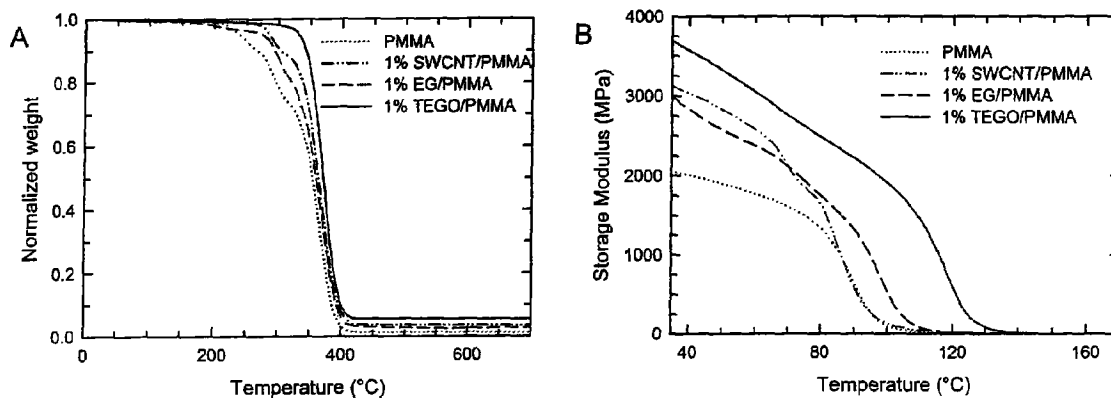 A
Normalized weight
1.0
0.8
0.6
0.4
0.2
0.0
0
200
400
600
Temperature (°C)
PMMA
1% SWCNT/PMMA
1% EG/PMMA
1% TEGO/PMMA
B
Storage Modulus (MPa)
4000
3000
2000
1000
0
40
80
120
160
Temperature (°C)
PMMA
1% SWCNT/PMMA
1% EG/PMMA
1% TEGO/PMMA